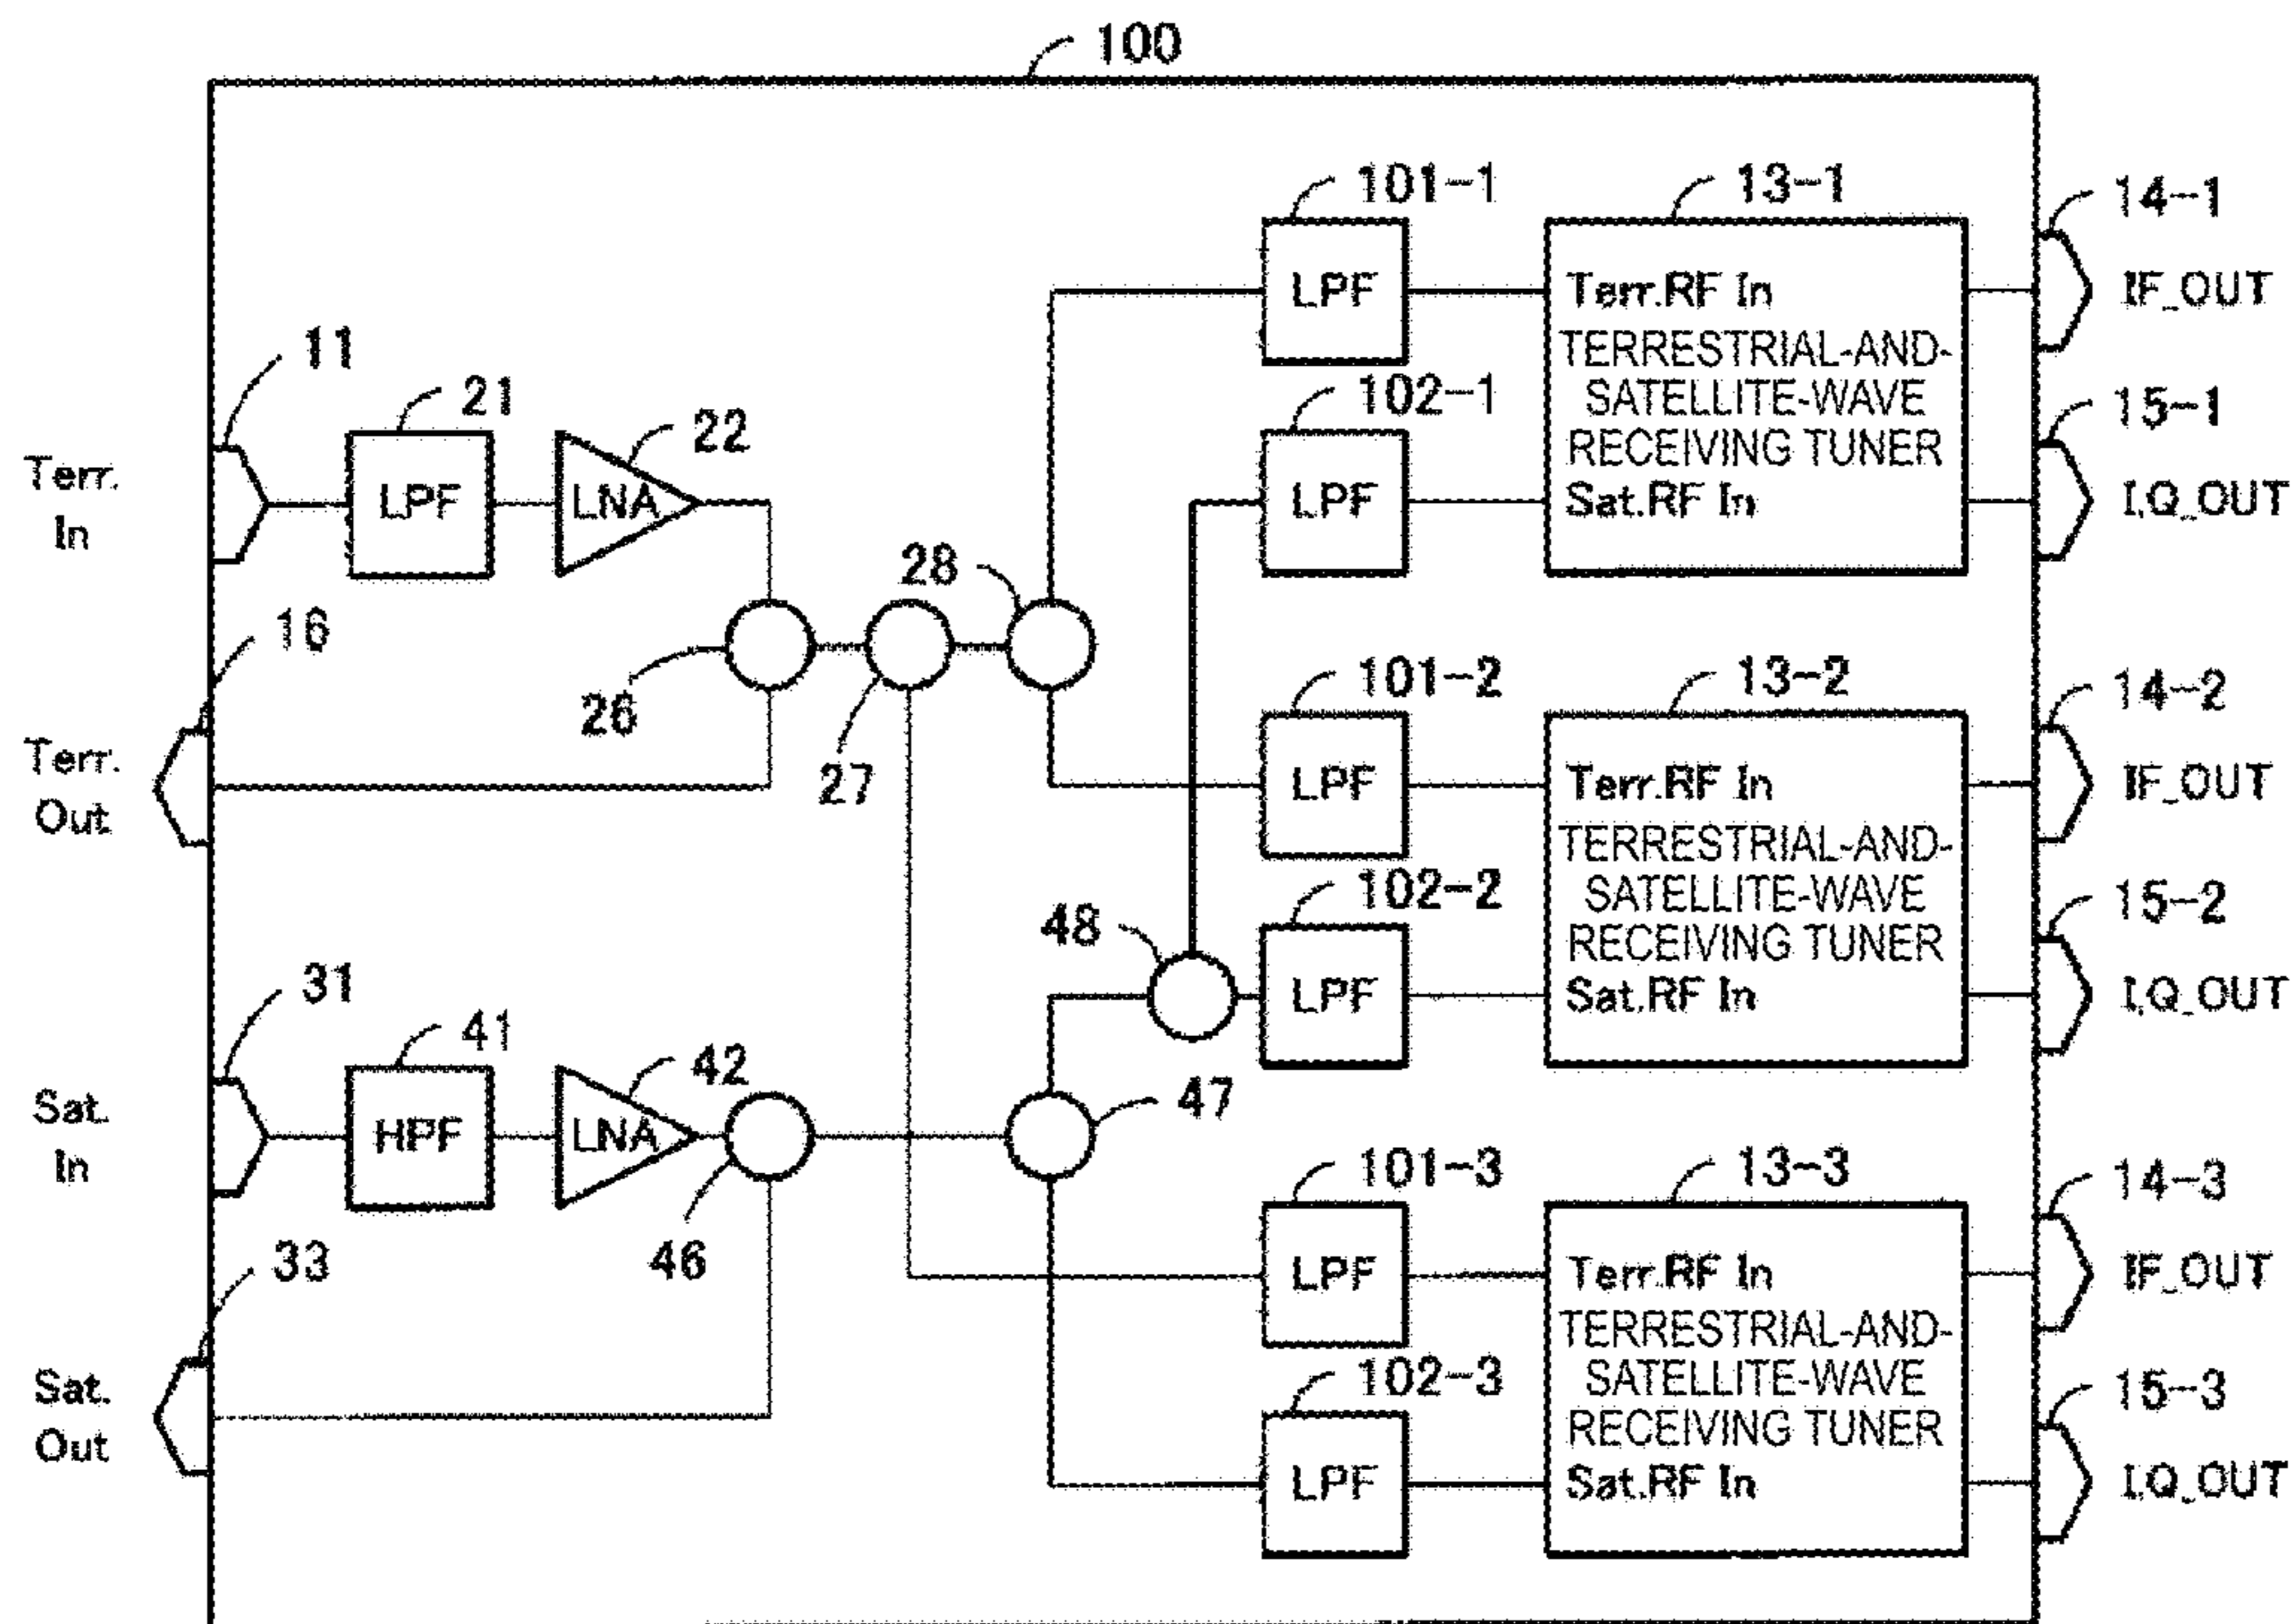 100
101-1
13-1
14-1
LPF
Terr.RF In
IF_OUT
TERRESTRIAL-AND-
SATELLITE-WAVE
RECEIVING TUNER
Sat.RF In
11
21
22
102-1
15-1
Terr.
In
LPF
LNA
LPF
I,Q_OUT
28
16
26
27
101-2
13-2
14-2
Terr.
Out
LPF
Terr.RF In
IF_OUT
TERRESTRIAL-AND-
SATELLITE-WAVE
RECEIVING TUNER
Sat.RF In
48
102-2
15-2
LPF
I,Q_OUT
31
41
42
47
Sat.
In
HPF
LNA
46
101-3
13-3
14-3
33
LPF
Terr.RF In
IF_OUT
TERRESTRIAL-AND-
SATELLITE-WAVE
RECEIVING TUNER
Sat.RF In
Sat.
Out
102-3
15-3
LPF
I,Q_OUT